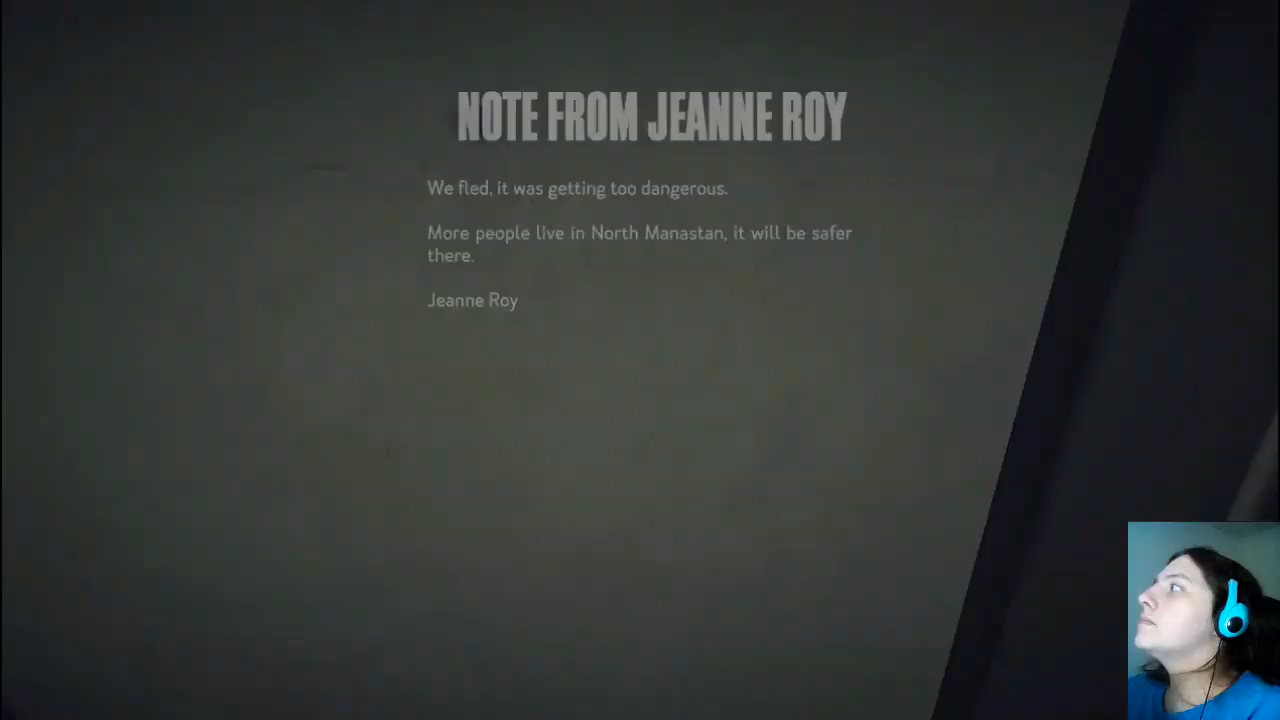 NOTE FROM JEANNE ROY
We fled, it was getting too dangerous.
More people live in North Manastan, it will be safer
there.
Jeanne Roy